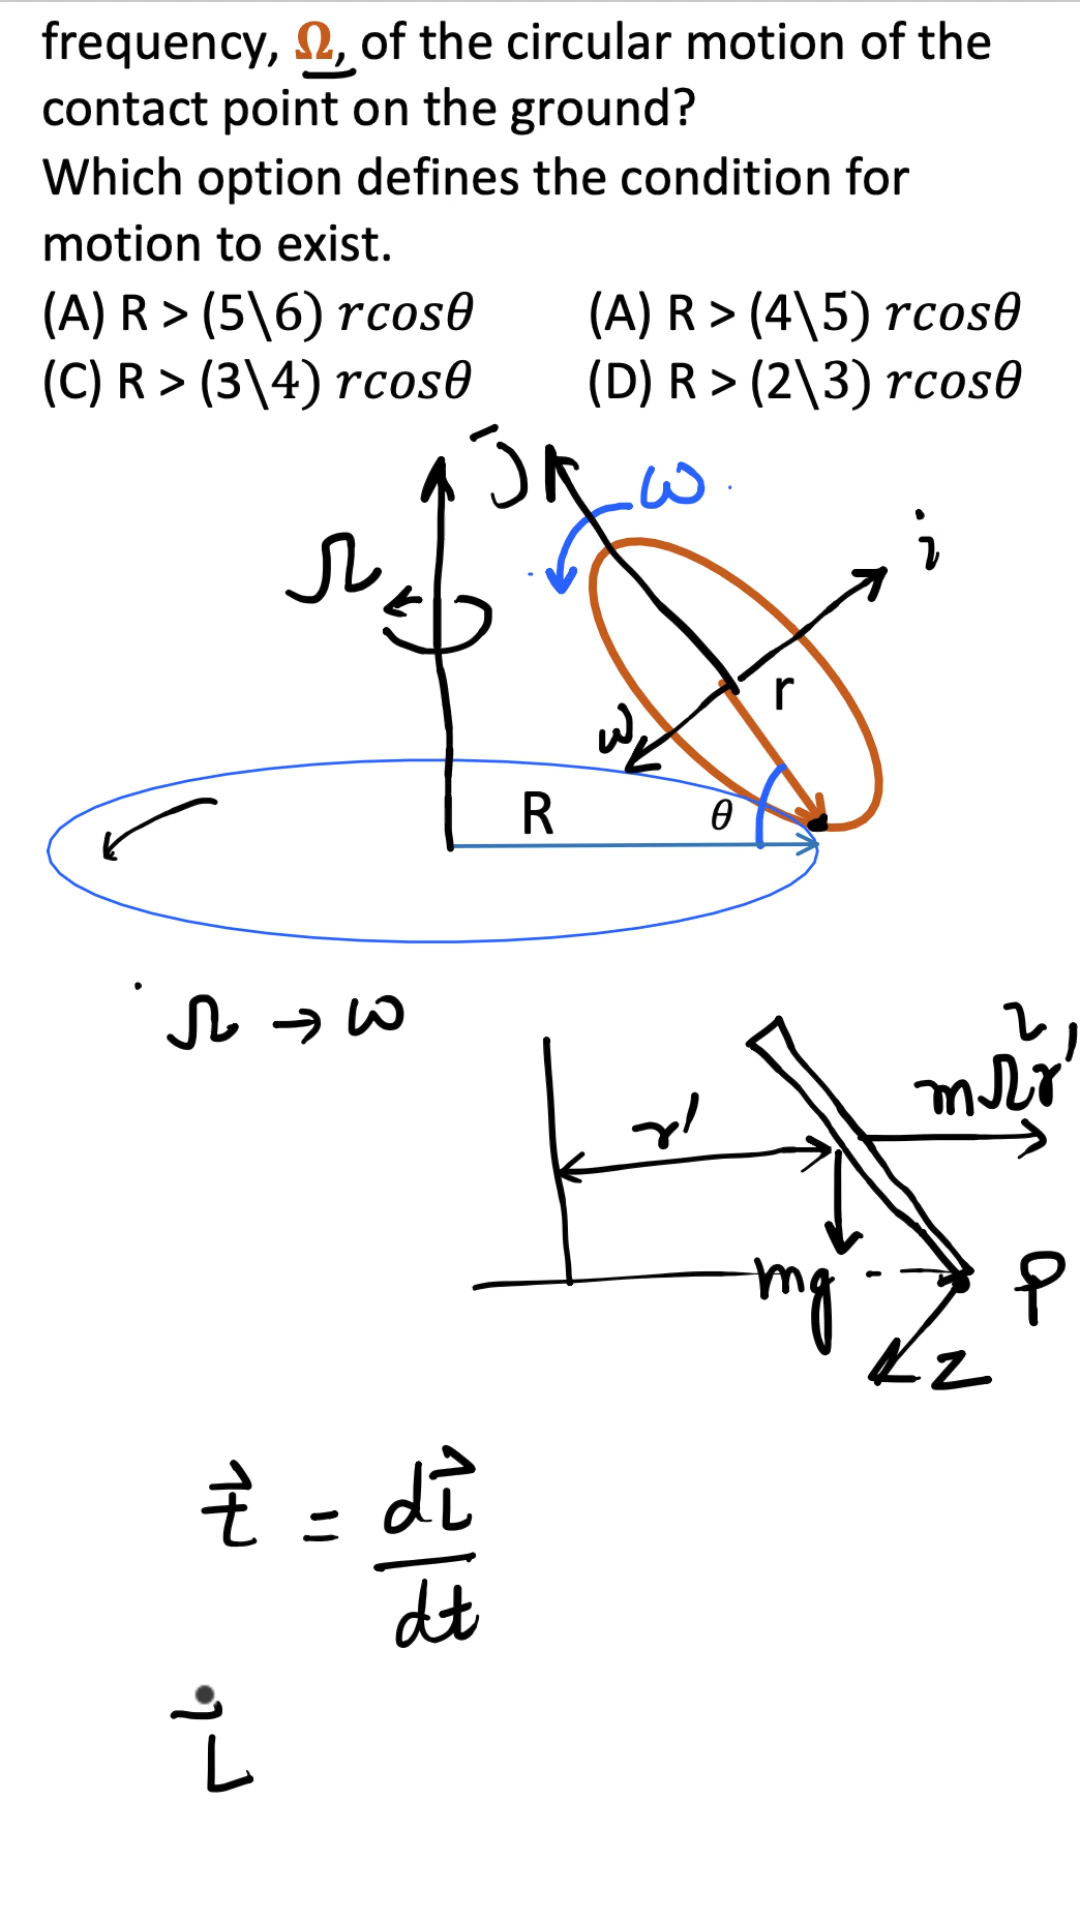 frequency, Ω, of the circular motion of the
contact point on the ground?
Which option defines the condition for
motion to exist.
(A) R > (5\6) rcosθ (A) R > (4\5) rcosθ
(C) R > (3\4) rcosθ (D) R > (2\3) rcosθ
ω
i
Ω
r
ω
R θ
Ω → ω
mΩ²r'
r'
mg P
z
τ = dL
dt
L